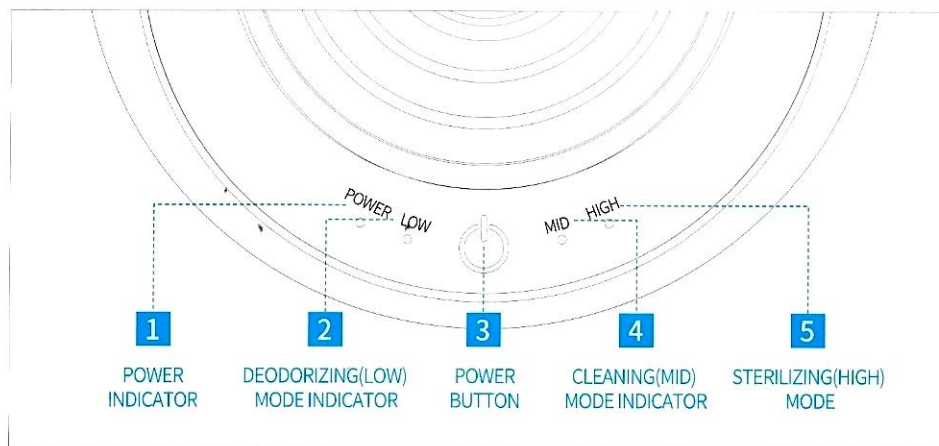 POWER LOW MID HIGH
1 2 3 4 5
POWER
INDICATOR
DEODORIZING(LOW)
MODE INDICATOR
POWER
BUTTON
CLEANING(MID)
MODE INDICATOR
STERILIZING(HIGH)
MODE